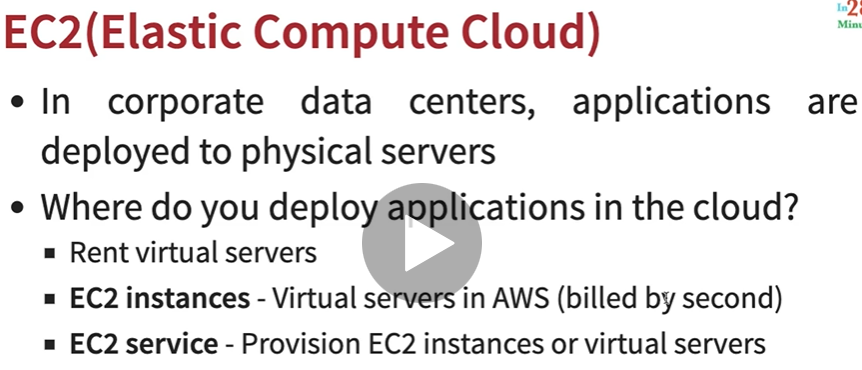 EC2(Elastic Compute Cloud)
In 28
Minu
In corporate data centers, applications are
deployed to physical servers
Where do you deploy applications in the cloud?
Rent virtual servers
EC2 instances - Virtual servers in AWS (billed by second)
EC2 service - Provision EC2 instances or virtual servers